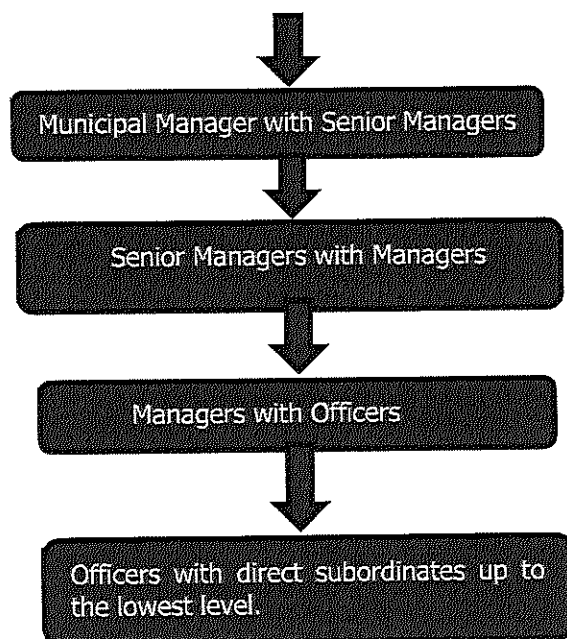 Municipal Manager with Senior Managers
Senior Managers with Managers
Managers with Officers
Officers with direct subordinates up to
the lowest level.